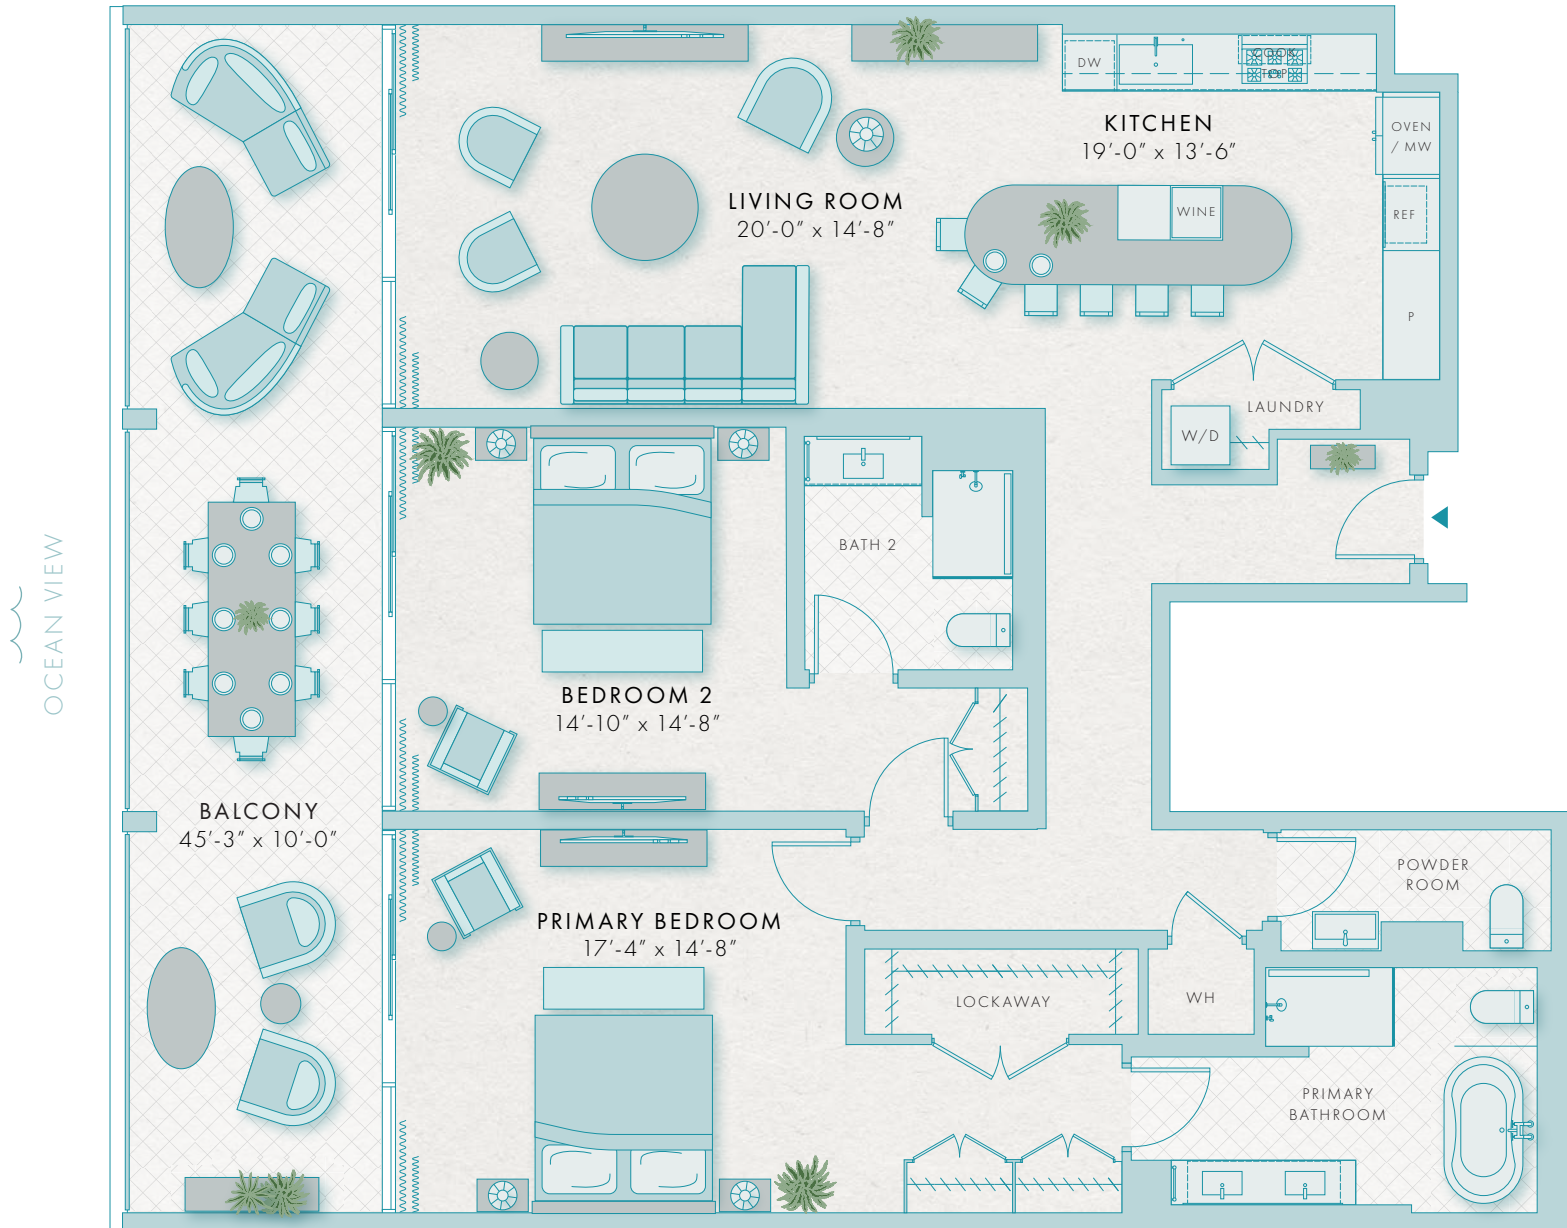 DW
COOK
TOP
KITCHEN
19'-0" x 13'-6"
OVEN
/ MW
LIVING ROOM
20'-0" x 14'-8"
WINE
REF
P
LAUNDRY
W/D
BATH 2
OCEAN VIEW
BEDROOM 2
14'-10" x 14'-8"
BALCONY
45'-3" x 10'-0"
POWDER
ROOM
PRIMARY BEDROOM
17'-4" x 14'-8"
LOCKAWAY
WH
PRIMARY
BATHROOM